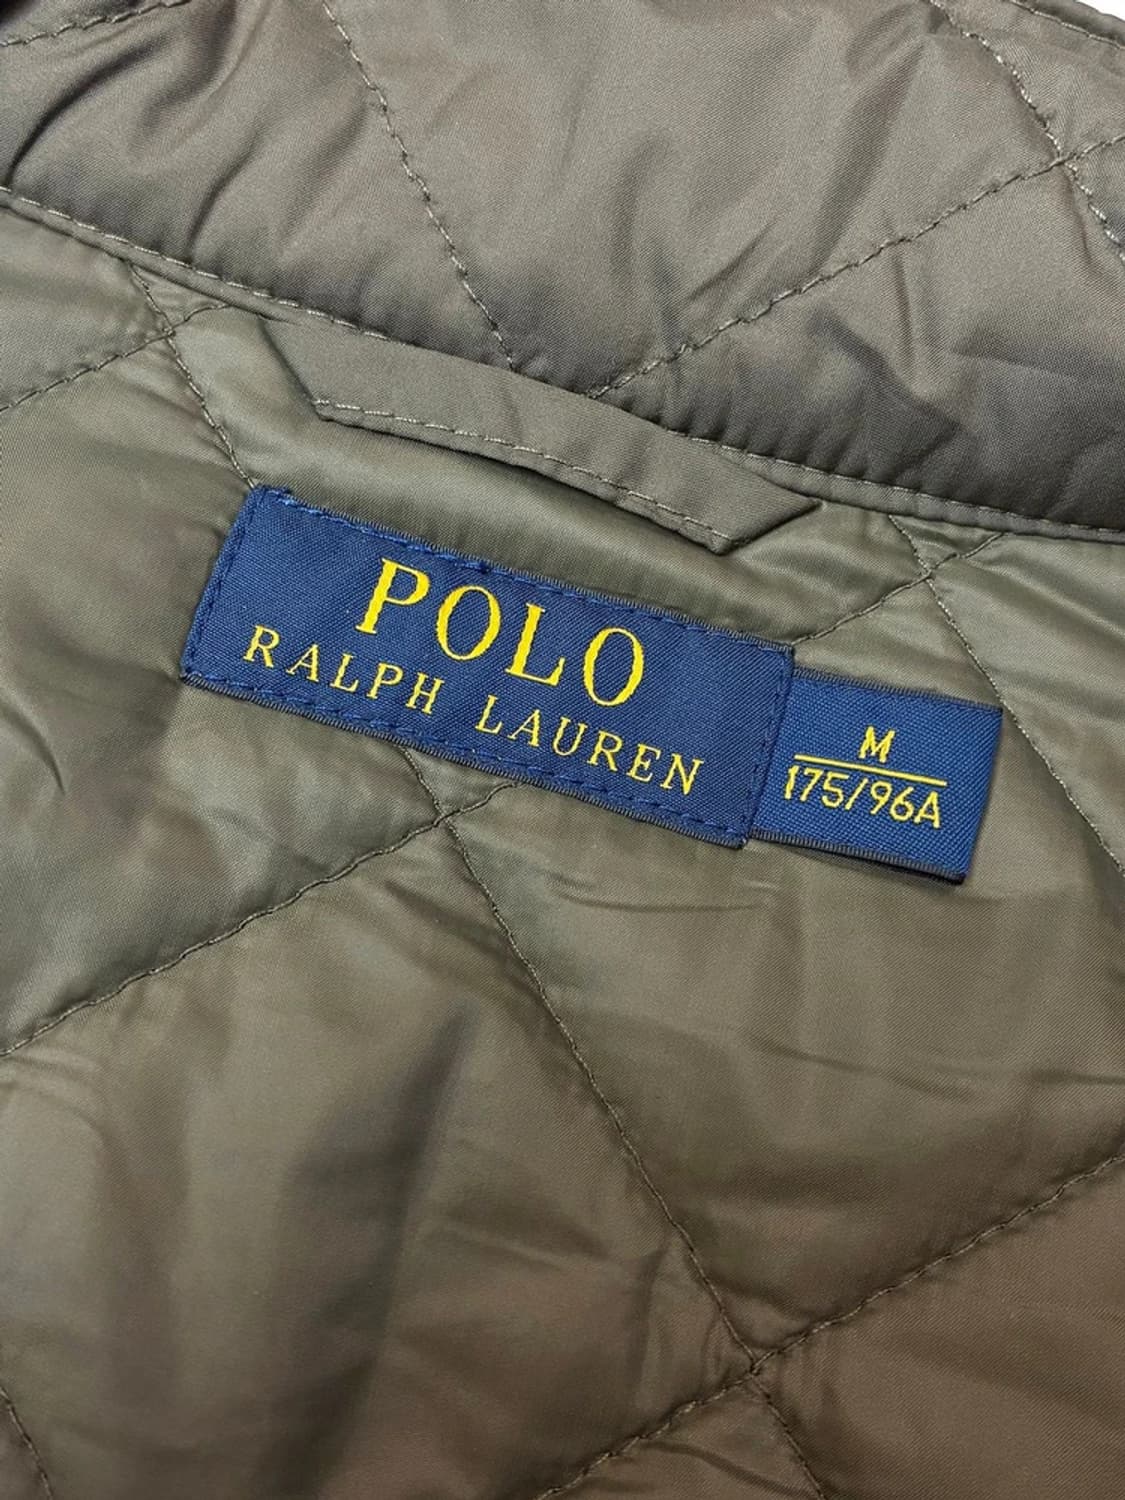 POLO
RALPH LAUREN
M
175/96A